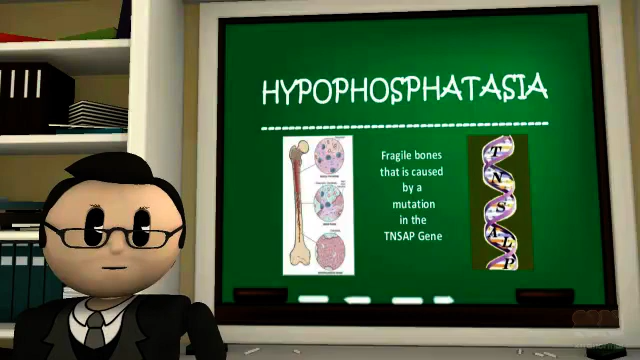 HYPOPHOSPHATASIA
Fragile bones
that is caused
by a
mutation
in the
TNSAP Gene
T
N
S
A
L
P